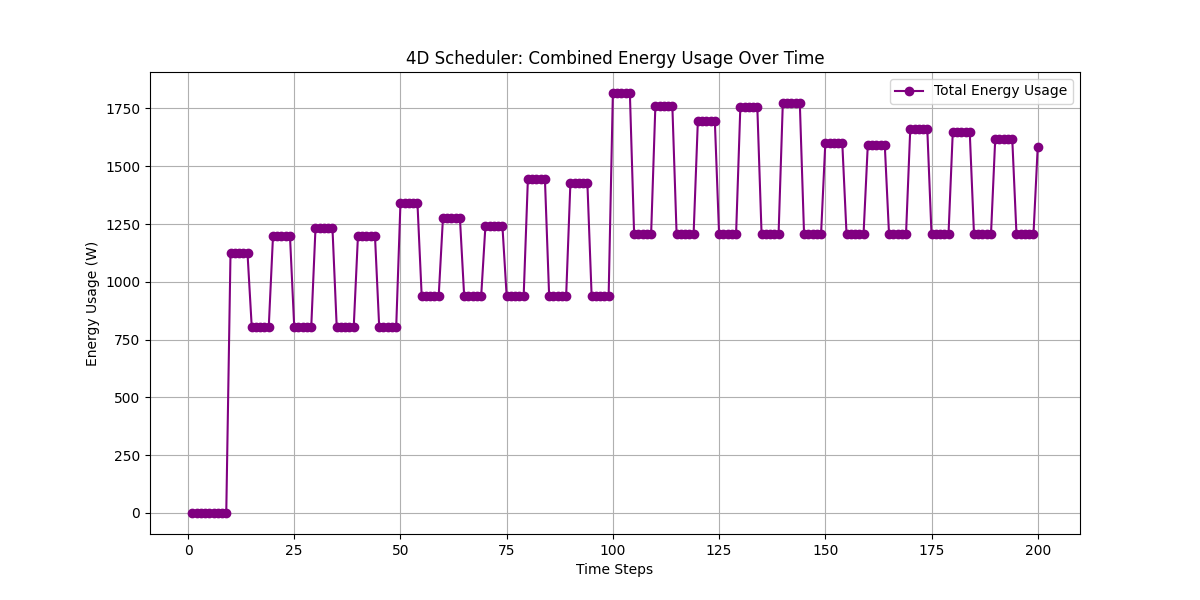 4D Scheduler: Combined Energy Usage Over Time
Total Energy Usage
Energy Usage (W)
1750
1500
1250
1000
750
500
250
0
0 25 50 75 100 125 150 175 200
Time Steps